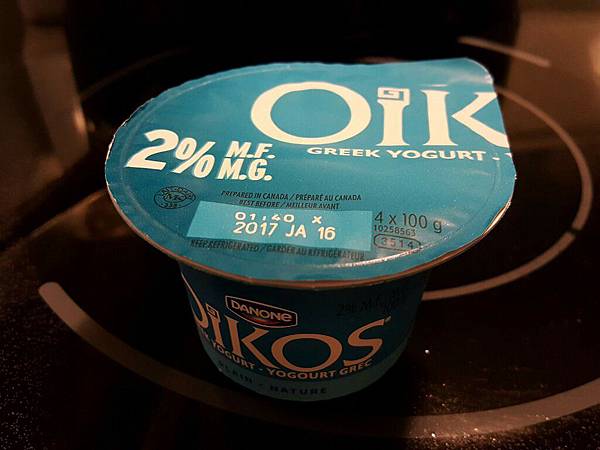 OIK
GREEK YOGURT -
2% M.F.
M.G.
PREPARED IN CANADA / PRÉPARÉ AU CANADA
BEST BEFORE / MEILLEUR AVANT
01:40 X
2017 JA 16
4 x 100 g
10258563
3514
KEEP REFRIGERATED / GARDER AU RÉFRIGÉRATEUR
DANONE
OIKOS
K YOGURT - YOGOURT GREC
PLAIN - NATURE
2% M.F.